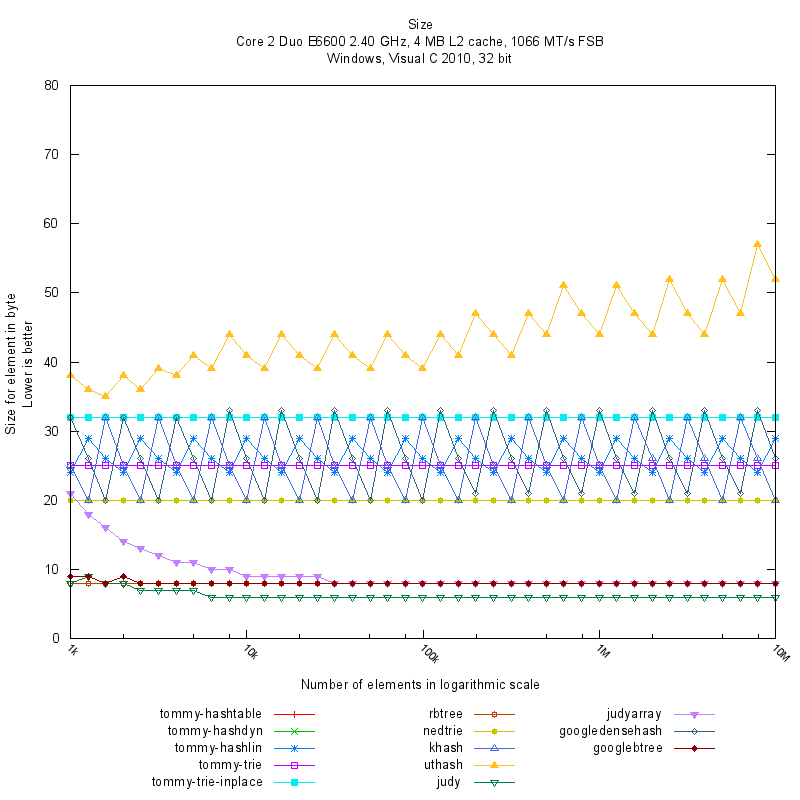 Size
Core 2 Duo E6600 2.40 GHz, 4 MB L2 cache, 1066 MT/s FSB
Windows, Visual C 2010, 32 bit
80
70
60
50
40
30
20
10
0
Size for element in byte
Lower is better
1k
10k
100k
1M
10M
Number of elements in logarithmic scale
tommy-hashtable
tommy-hashdyn
tommy-hashlin
tommy-trie
tommy-trie-inplace
rbtree
nedtrie
khash
uthash
judy
judyarray
googledensehash
googlebtree